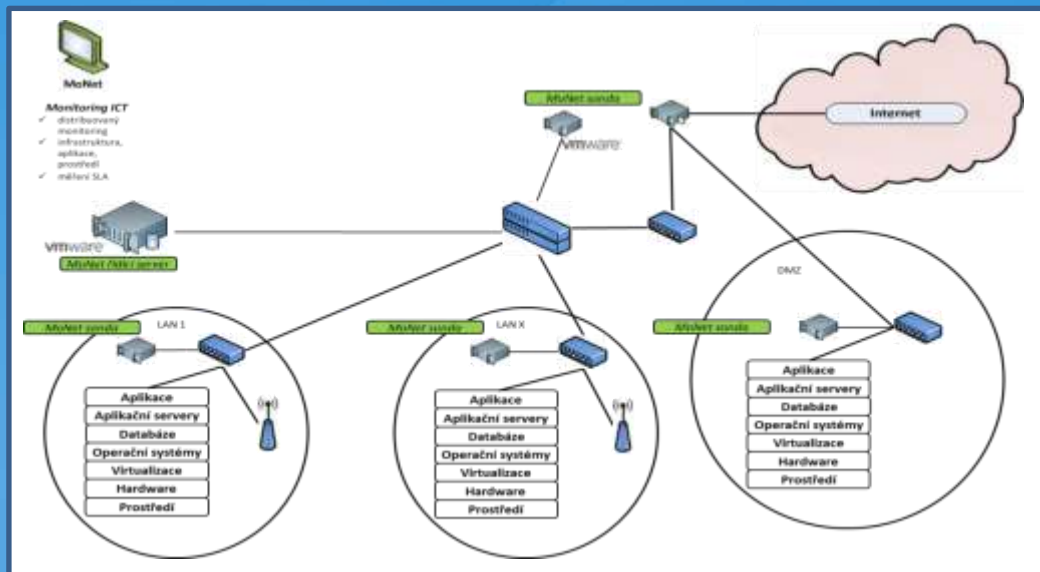 MoNet
Monitoring ICT
✓ distribuovaný
monitoring
✓ infrastruktura,
aplikace,
prostředí
✓ měření SLA
MoNet sonda
vmware
Internet
vmware
MoNet řídící server
DMZ
MoNet sonda
LAN 1
MoNet sonda
LAN X
MoNet sonda
Aplikace
Aplikační servery
Databáze
Operační systémy
Virtualizace
Hardware
Prostředí
Aplikace
Aplikační servery
Databáze
Operační systémy
Virtualizace
Hardware
Prostředí
Aplikace
Aplikační servery
Databáze
Operační systémy
Virtualizace
Hardware
Prostředí